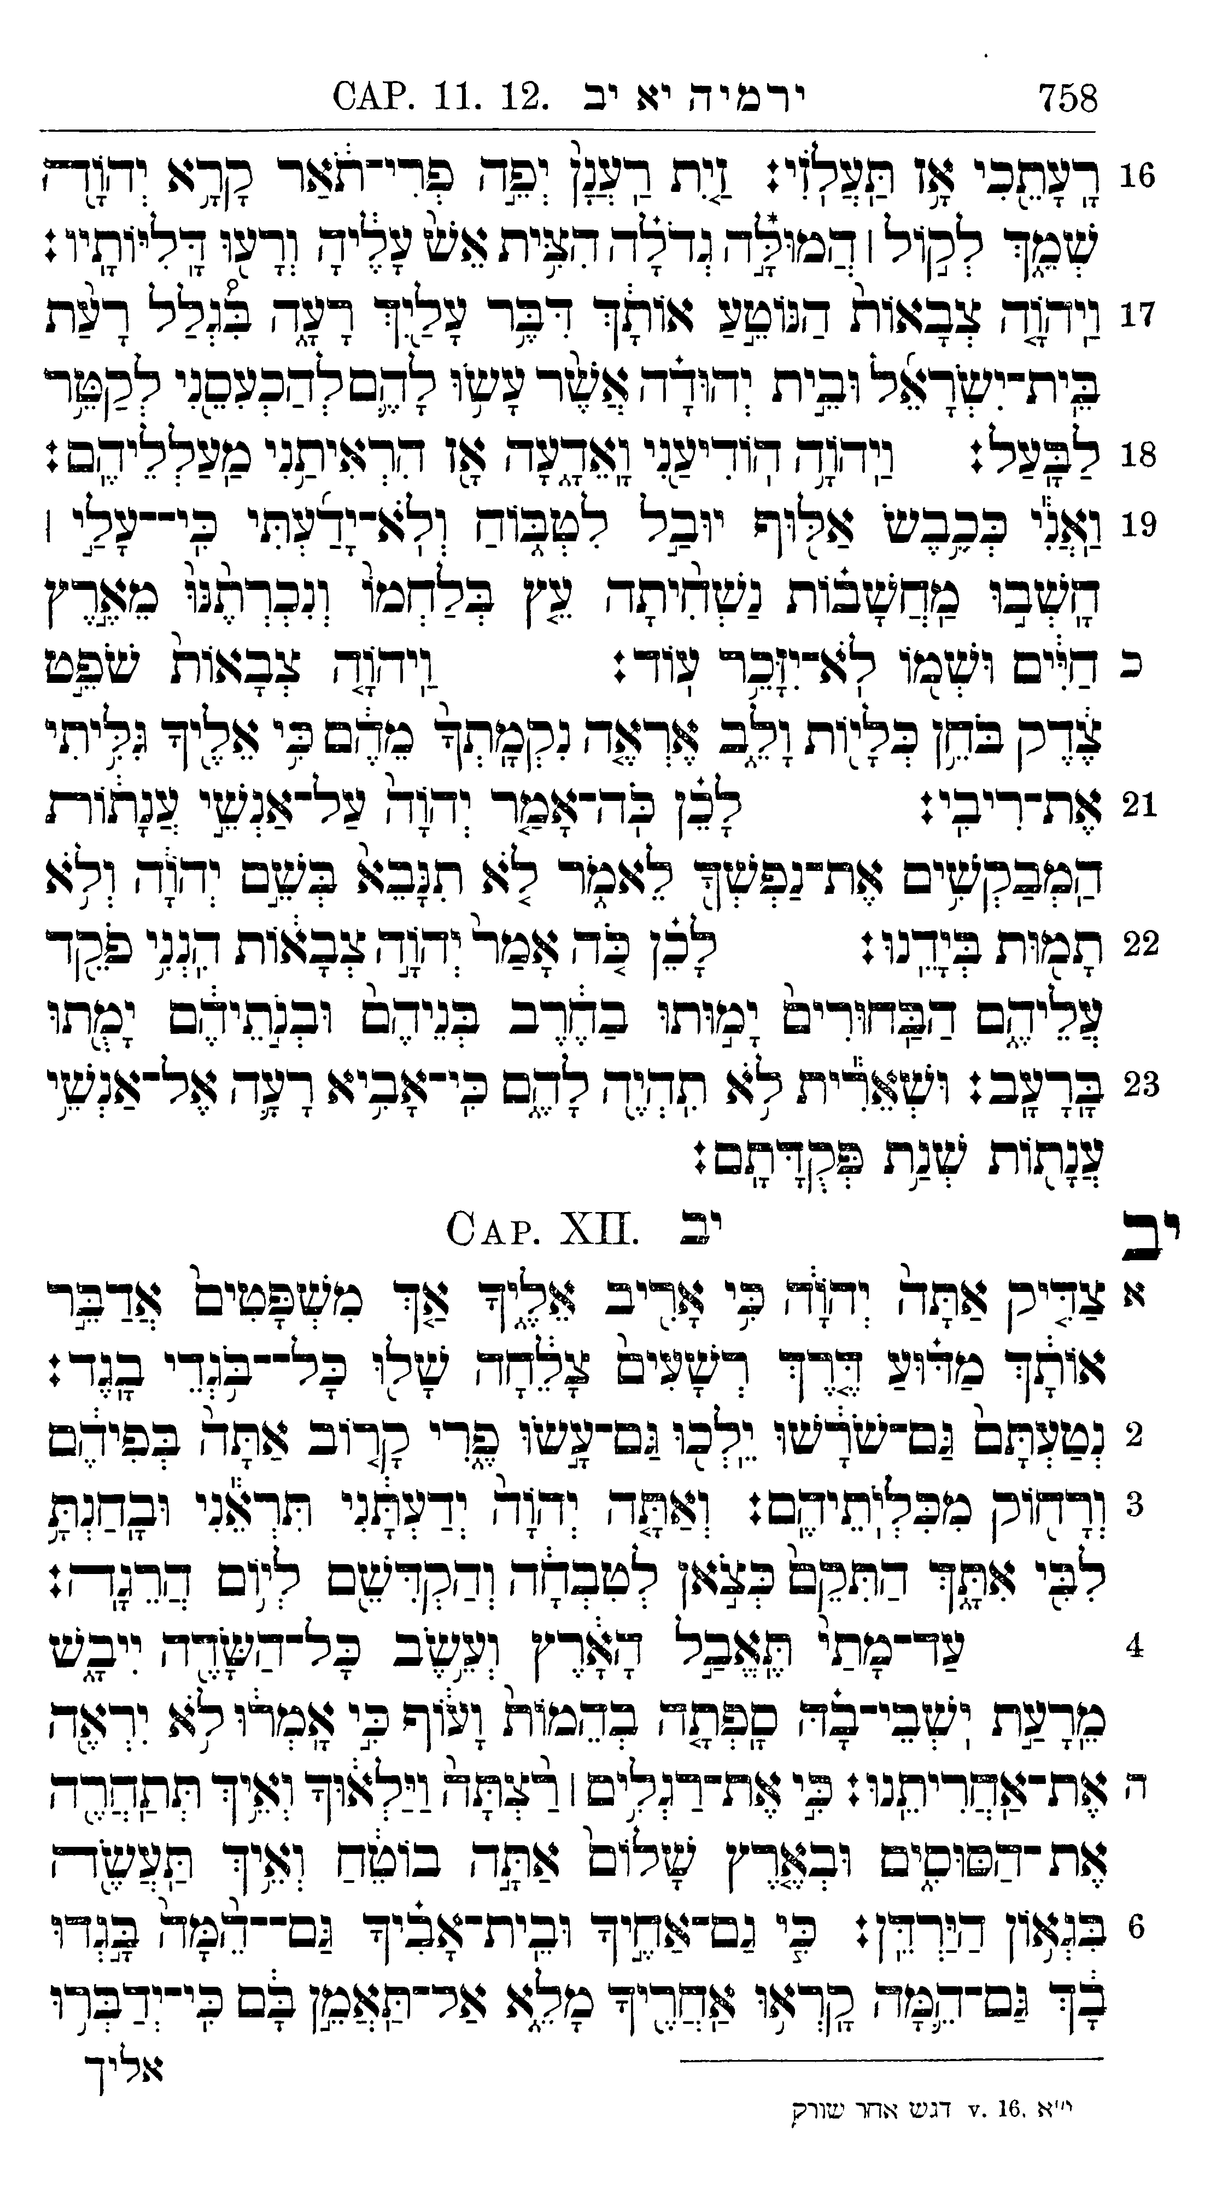 758 ירמיה יא יב CAP. 11. 12.
16 רָעָתֵכִי אָז תַּעֲלֹזִי׃ זַיִת רַעֲנָן יְפֵה פְרִי־תֹאַר קָרָא יְהוָֹה
שְׁמֵךְ לְקוֹל ׀ הֲמוּלָּה גְדֹלָה הִצִּית אֵשׁ עָלֶיהָ וְרָעוּ דָּלִיּוֹתָיו׃
17 וַיהוָֹה צְבָאוֹת הַנּוֹטֵעַ אוֹתָךְ דִּבֶּר עָלַיִךְ רָעָה בִּגְלַל רָעַת
בֵּית־יִשְׂרָאֵל וּבֵית יְהוּדָה אֲשֶׁר עָשׂוּ לָהֶם לְהַכְעִסֵנִי לְקַטֵּר
18 לַבָּעַל׃ וַיהוָֹה הוֹדִיעַנִי וָאֵדָעָה אָז הִרְאִיתַנִי מַעַלְלֵיהֶם׃
19 וַאֲנִי כְּכֶבֶשׂ אַלּוּף יוּבַל לִטְבּוֹחַ וְלֹא־יָדַעְתִּי כִּי־עָלַי ׀
חָשְׁבוּ מַחֲשָׁבוֹת נַשְׁחִיתָה עֵץ בְּלַחְמוֹ וְנִכְרְתֶנּוּ מֵאֶרֶץ
כ חַיִּים וּשְׁמוֹ לֹא־יִזָּכֵר עוֹד׃ וַיהוָֹה צְבָאוֹת שֹׁפֵט
צֶדֶק בֹּחֵן כְּלָיוֹת וָלֵב אֶרְאֶה נִקְמָתְךָ מֵהֶם כִּי אֵלֶיךָ גִּלִּיתִי
21 אֶת־רִיבִי׃ לָכֵן כֹּה־אָמַר יְהוָֹה עַל־אַנְשֵׁי עֲנָתוֹת
הַמְבַקְשִׁים אֶת־נַפְשְׁךָ לֵאמֹר לֹא תִנָּבֵא בְּשֵׁם יְהוָֹה וְלֹא
22 תָמוּת בְּיָדֵנוּ׃ לָכֵן כֹּה אָמַר יְהוָֹה צְבָאוֹת הִנְנִי פֹקֵד
עֲלֵיהֶם הַבַּחוּרִים יָמֻוּתוּ בַחֶרֶב בְּנֵיהֶם וּבְנֹתֵיהֶם יָמֻתוּ
23 בָּרָעָב׃ וּשְׁאֵרִית לֹא תִהְיֶה לָהֶם כִּי־אָבִיא רָעָה אֶל־אַנְשֵׁי
עֲנָתוֹת שְׁנַת פְּקֻדָּתָם׃
יב CAP. XII. יב
א צַדִּיק אַתָּה יְהוָֹה כִּי אָרִיב אֵלֶיךָ אַךְ מִשְׁפָּטִים אֲדַבֵּר
אוֹתָךְ מַדּוּעַ דֶּרֶךְ רְשָׁעִים צָלֵחָה שָׁלוּ כָּל־בֹּגְדֵי בָגֶד׃
2 נְטַעְתָּם גַּם־שֹׁרָשׁוּ יֵלְכוּ גַּם־עָשׂוּ פֶרִי קָרוֹב אַתָּה בְּפִיהֶם
3 וְרָחוֹק מִכִּלְיוֹתֵיהֶם׃ וְאַתָּה יְהוָֹה יְדַעְתָּנִי תִּרְאֵנִי וּבָחַנְתָּ
לִבִּי אִתָּךְ הַתִּקֵם כְּצֹאן לְטִבְחָה וְהַקְדִּשֵׁם לְיוֹם הֲרֵגָה׃
4 עַד־מָתַי תֶּאֱבַל הָאָרֶץ וְעֵשֶׂב כָּל־הַשָּׂדֶה יִיבָשׁ
מֵרָעַת יֹשְׁבֵי־בָהּ סָפְתָה בְהֵמוֹת וָעוֹף כִּי אָמְרוּ לֹא יִרְאֶה
ה אֶת־אַחֲרִיתֵנוּ׃ כִּי אֶת־רַגְלִים ׀ רַצְתָּה וַיַּלְאוּךָ וְאֵיךְ תְּתַחֲרֶה
אֶת־הַסּוּסִים וּבְאֶרֶץ שָׁלוֹם אַתָּה בוֹטֵחַ וְאֵיךְ תַּעֲשֶׂה
6 בִּגְאוֹן הַיַּרְדֵּן׃ כִּי גַם־אַחֶיךָ וּבֵית־אָבִיךָ גַּם־הֵמָּה בָּגְדוּ
בָךְ גַּם־הֵמָּה קָרְאוּ אַחֲרֶיךָ מָלֵא אַל־תַּאֲמֵן בָּם כִּי־יְדַבְּרוּ
אליך
י״א v. 16. דגש אחר שורק